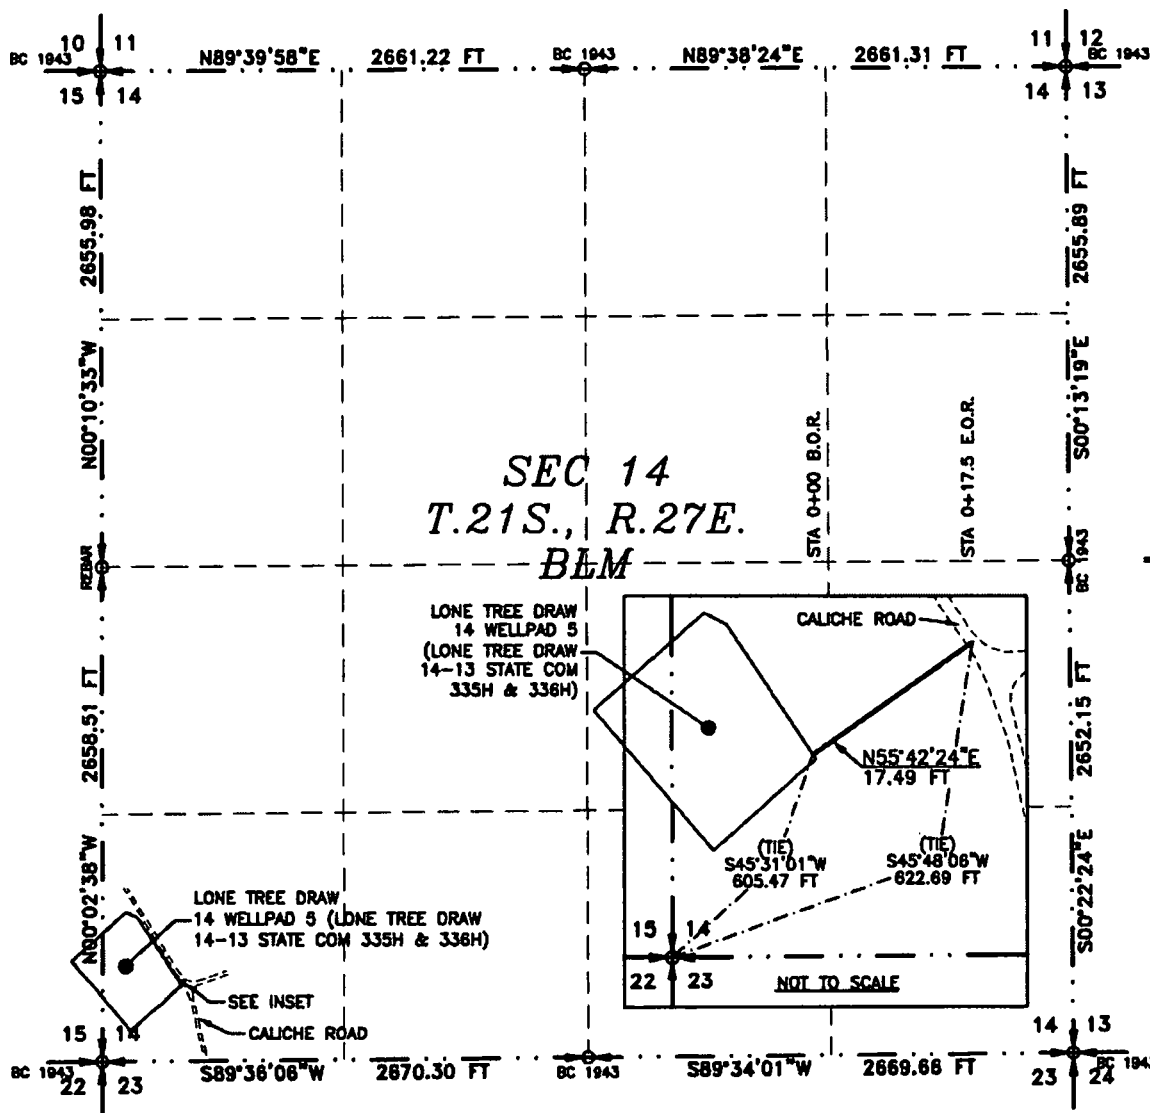 10 11
BC 1943
15 14
N89°39'58"E 2661.22 FT
BC 1943
N89°38'24"E 2661.31 FT
11 12
BC 1943
14 13
2655.98 FT
N00°10'33"W
2655.89 FT
S00°13'19"E
SEC 14
T.21S., R.27E.
BLM
STA 0+00 B.O.R.
STA 0+17.5 E.O.R.
REBAR
BC 1943
LONE TREE DRAW
14 WELLPAD 5
(LONE TREE DRAW
14-13 STATE COM
335H & 336H)
CALICHE ROAD
N55°42'24"E
17.49 FT
(TIE)
S45°31'01"W
605.47 FT
(TIE)
S45°48'06"W
622.69 FT
15 14
22 23
NOT TO SCALE
2658.51 FT
N00°02'38"W
2652.15 FT
S00°22'24"E
LONE TREE DRAW
14 WELLPAD 5 (LONE TREE DRAW
14-13 STATE COM 335H & 336H)
SEE INSET
CALICHE ROAD
15 14
BC 1943
22 23
S89°36'06"W 2670.30 FT
BC 1943
S89°34'01"W 2669.66 FT
14 13
BC 1943
23 24